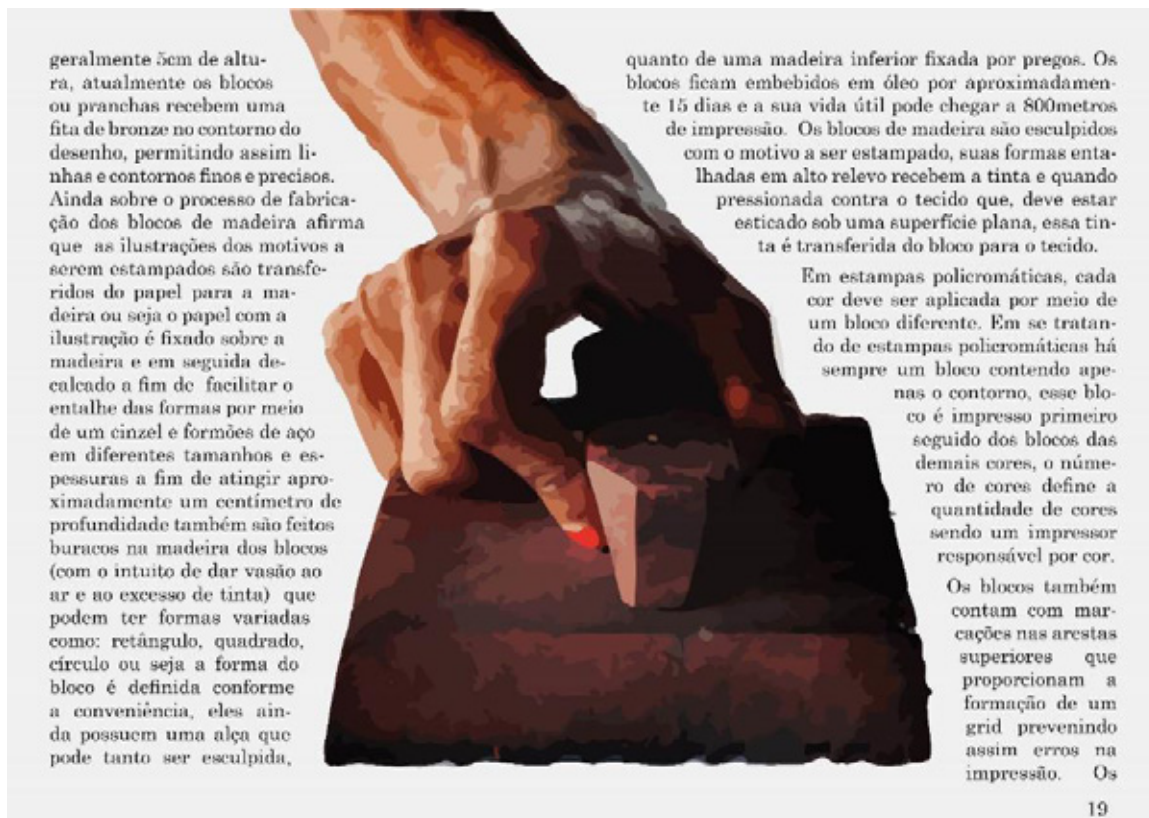 geralmente 5cm de altu-
ra, atualmente os blocos
ou pranchas recebem uma
fita de bronze no contorno do
desenho, permitindo assim li-
nhas e contornos finos e precisos.
Ainda sobre o processo de fabrica-
ção dos blocos de madeira afirma
que as ilustrações dos motivos a
serem estampados são transfe-
ridos do papel para a ma-
deira ou seja o papel com a
ilustração é fixado sobre a
madeira e em seguida de-
calcado a fim de facilitar o
entalhe das formas por meio
de um cinzel e formões de aço
em diferentes tamanhos e es-
pessuras a fim de atingir apro-
ximadamente um centímetro de
profundidade também são feitos
buracos na madeira dos blocos
(com o intuito de dar vasão ao
ar e ao excesso de tinta) que
podem ter formas variadas
como: retângulo, quadrado,
círculo ou seja a forma do
bloco é definida conforme
a conveniência, eles ain-
da possuem uma alça que
pode tanto ser esculpida,
quanto de uma madeira inferior fixada por pregos. Os
blocos ficam embebidos em óleo por aproximadamen-
te 15 dias e a sua vida útil pode chegar a 800metros
de impressão. Os blocos de madeira são esculpidos
com o motivo a ser estampado, suas formas enta-
lhadas em alto relevo recebem a tinta e quando
pressionada contra o tecido que, deve estar
esticado sob uma superfície plana, essa tin-
ta é transferida do bloco para o tecido.
Em estampas policromáticas, cada
cor deve ser aplicada por meio de
um bloco diferente. Em se tratan-
do de estampas policromáticas há
sempre um bloco contendo ape-
nas o contorno, esse blo-
co é impresso primeiro
seguido dos blocos das
demais cores, o núme-
ro de cores define a
quantidade de cores
sendo um impressor
responsável por cor.
Os blocos também
contam com mar-
cações nas arestas
superiores que
proporcionam a
formação de um
grid prevenindo
assim erros na
impressão. Os
19